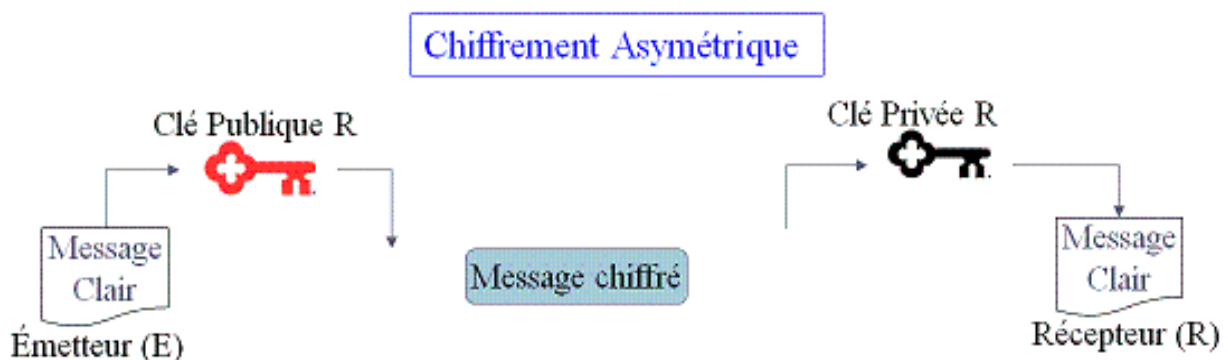 Chiffrement Asymétrique
Clé Publique R
Clé Privée R
Message
Clair
Message chiffré
Message
Clair
Émetteur (E)
Récepteur (R)